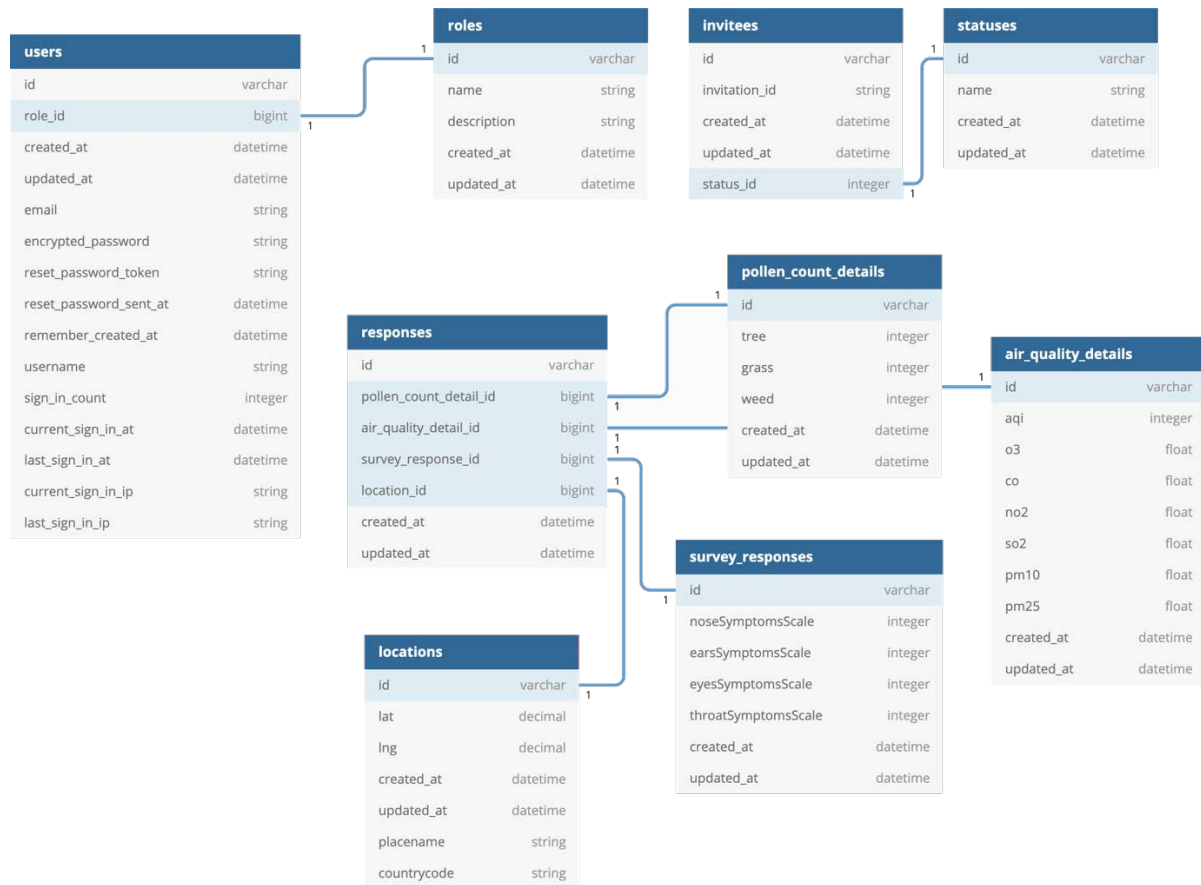 users
id varchar
role_id bigint
created_at datetime
updated_at datetime
email string
encrypted_password string
reset_password_token string
reset_password_sent_at datetime
remember_created_at datetime
username string
sign_in_count integer
current_sign_in_at datetime
last_sign_in_at datetime
current_sign_in_ip string
last_sign_in_ip string
1
1
roles
id varchar
name string
description string
created_at datetime
updated_at datetime
invitees
id varchar
invitation_id string
created_at datetime
updated_at datetime
status_id integer
1
1
statuses
id varchar
name string
created_at datetime
updated_at datetime
responses
id varchar
pollen_count_detail_id bigint
air_quality_detail_id bigint
survey_response_id bigint
location_id bigint
created_at datetime
updated_at datetime
1
1
1
1
1
pollen_count_details
id varchar
tree integer
grass integer
weed integer
created_at datetime
updated_at datetime
1
air_quality_details
id varchar
aqi integer
o3 float
co float
no2 float
so2 float
pm10 float
pm25 float
created_at datetime
updated_at datetime
1
survey_responses
id varchar
noseSymptomsScale integer
earsSymptomsScale integer
eyesSymptomsScale integer
throatSymptomsScale integer
created_at datetime
updated_at datetime
locations
id varchar
lat decimal
lng decimal
created_at datetime
updated_at datetime
placename string
countrycode string
1